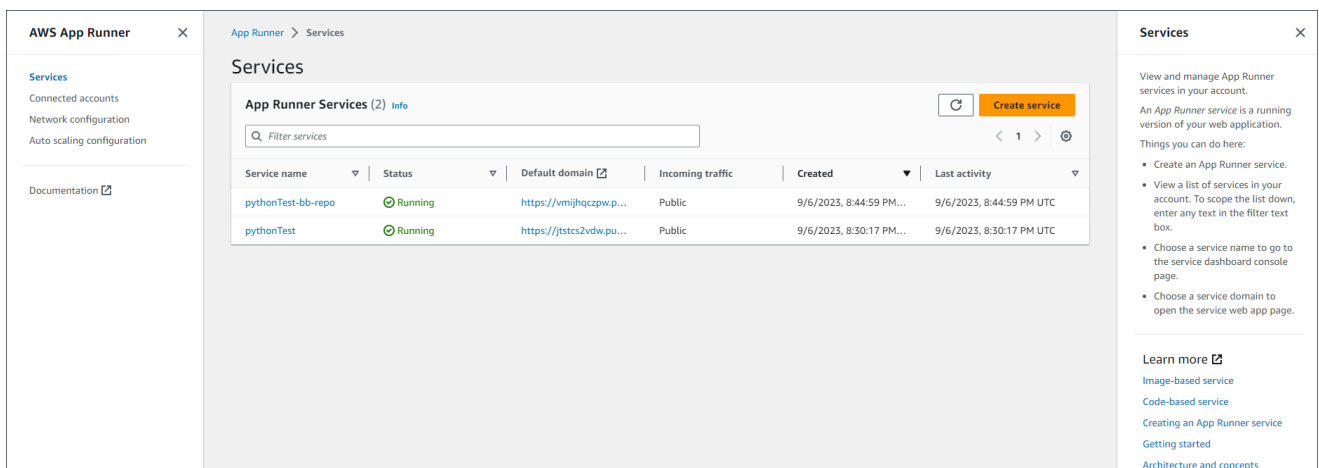 AWS App Runner
Services
Connected accounts
Network configuration
Auto scaling configuration
Documentation
App Runner > Services
Services
App Runner Services (2) Info
Create service
Filter services
1
Service name Status Default domain Incoming traffic Created Last activity
pythonTest-bb-repo Running https://vmijhqczpw.p... Public 9/6/2023, 8:44:59 PM... 9/6/2023, 8:44:59 PM UTC
pythonTest Running https://jtstcs2vdw.pu... Public 9/6/2023, 8:30:17 PM... 9/6/2023, 8:30:17 PM UTC
Services
View and manage App Runner
services in your account.
An App Runner service is a running
version of your web application.
Things you can do here:
• Create an App Runner service.
• View a list of services in your
account. To scope the list down,
enter any text in the filter text
box.
• Choose a service name to go to
the service dashboard console
page.
• Choose a service domain to
open the service web app page.
Learn more
Image-based service
Code-based service
Creating an App Runner service
Getting started
Architecture and concepts